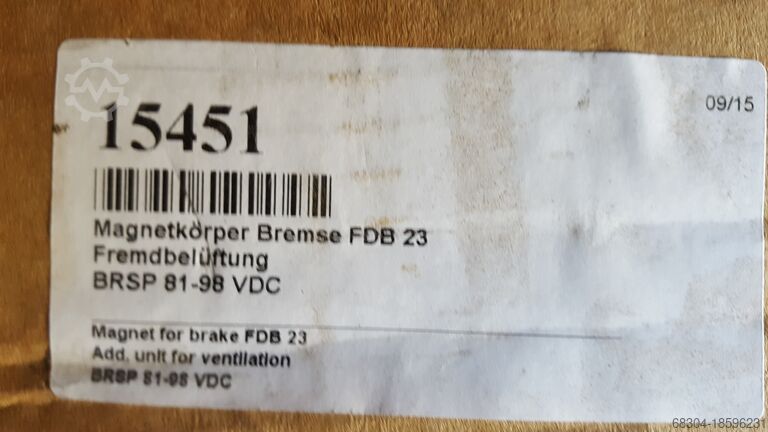 09/15
15451
Magnetkörper Bremse FDB 23
Fremdbelüftung
BRSP 81-98 VDC
Magnet for brake FDB 23
Add. unit for ventilation
BRSP 81-98 VDC
68304-18596231